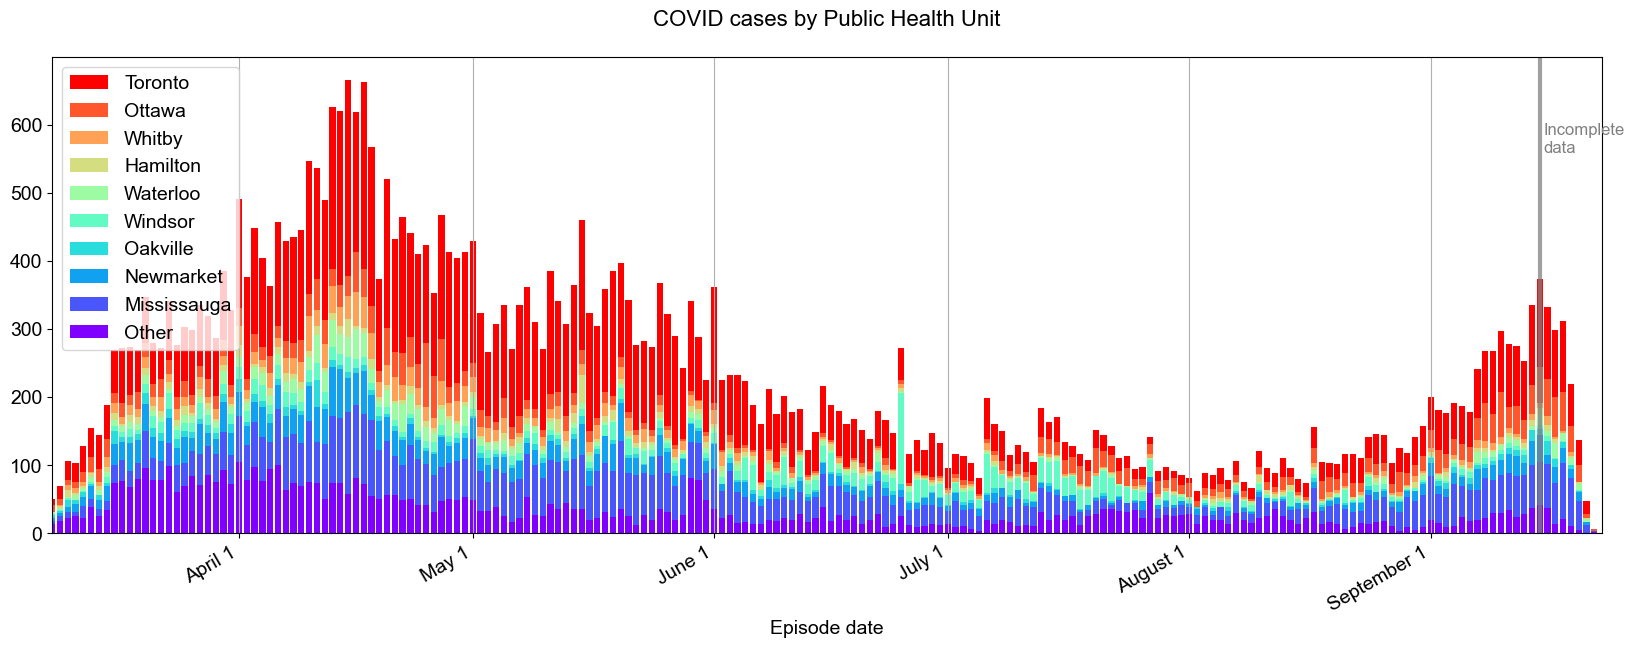 COVID cases by Public Health Unit
Toronto
Ottawa
Whitby
Hamilton
Waterloo
Windsor
Oakville
Newmarket
Mississauga
Other
600
500
400
300
200
100
0
Incomplete
data
April 1
May 1
June 1
July 1
August 1
September 1
Episode date